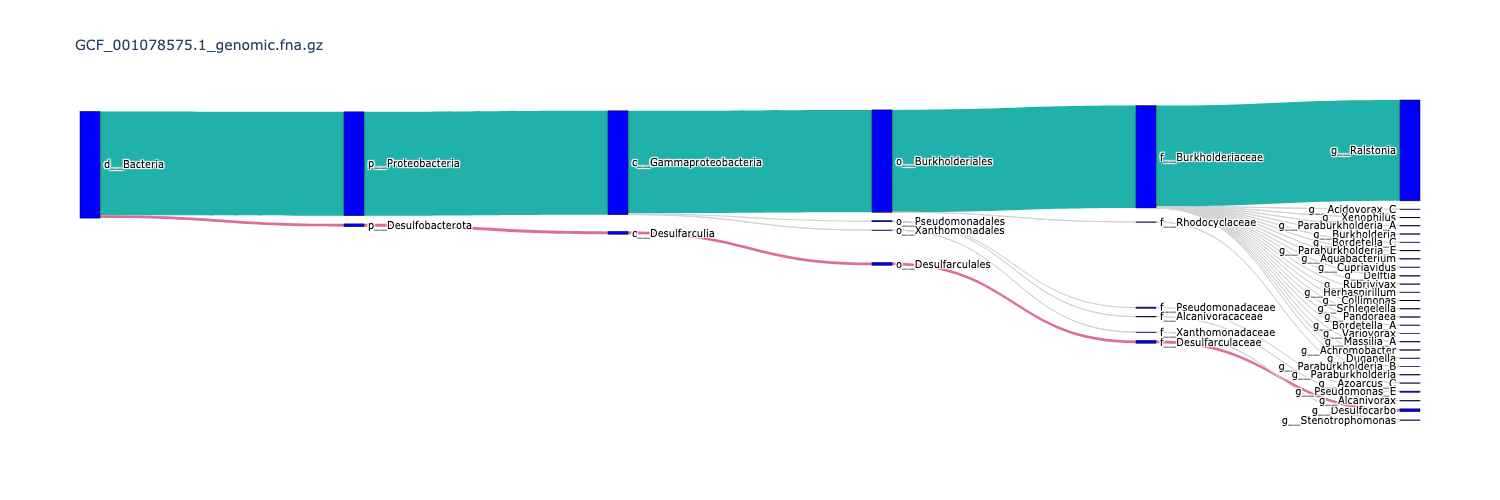 GCF_001078575.1_genomic.fna.gz
d__Bacteria
p__Proteobacteria
p__Desulfobacterota
c__Gammaproteobacteria
c__Desulfarculia
o__Burkholderiales
o__Pseudomonadales
o__Xanthomonadales
o__Desulfarculales
f__Burkholderiaceae
f__Rhodocyclaceae
f__Pseudomonadaceae
f__Alcanivoracaceae
f__Xanthomonadaceae
f__Desulfarculaceae
g__Ralstonia
g__Acidovorax_C
g__Xenophilus
g__Paraburkholderia_A
g__Burkholderia
g__Bordetella_C
g__Paraburkholderia_E
g__Aquabacterium
g__Cupriavidus
g__Delftia
g__Rubrivivax
g__Herbaspirillum
g__Collimonas
g__Schlegelella
g__Pandoraea
g__Bordetella_A
g__Variovorax
g__Massilia_A
g__Achromobacter
g__Duganella
g__Paraburkholderia_B
g__Paraburkholderia
g__Azoarcus_C
g__Pseudomonas_E
g__Alcanivorax
g__Desulfocarbo
g__Stenotrophomonas